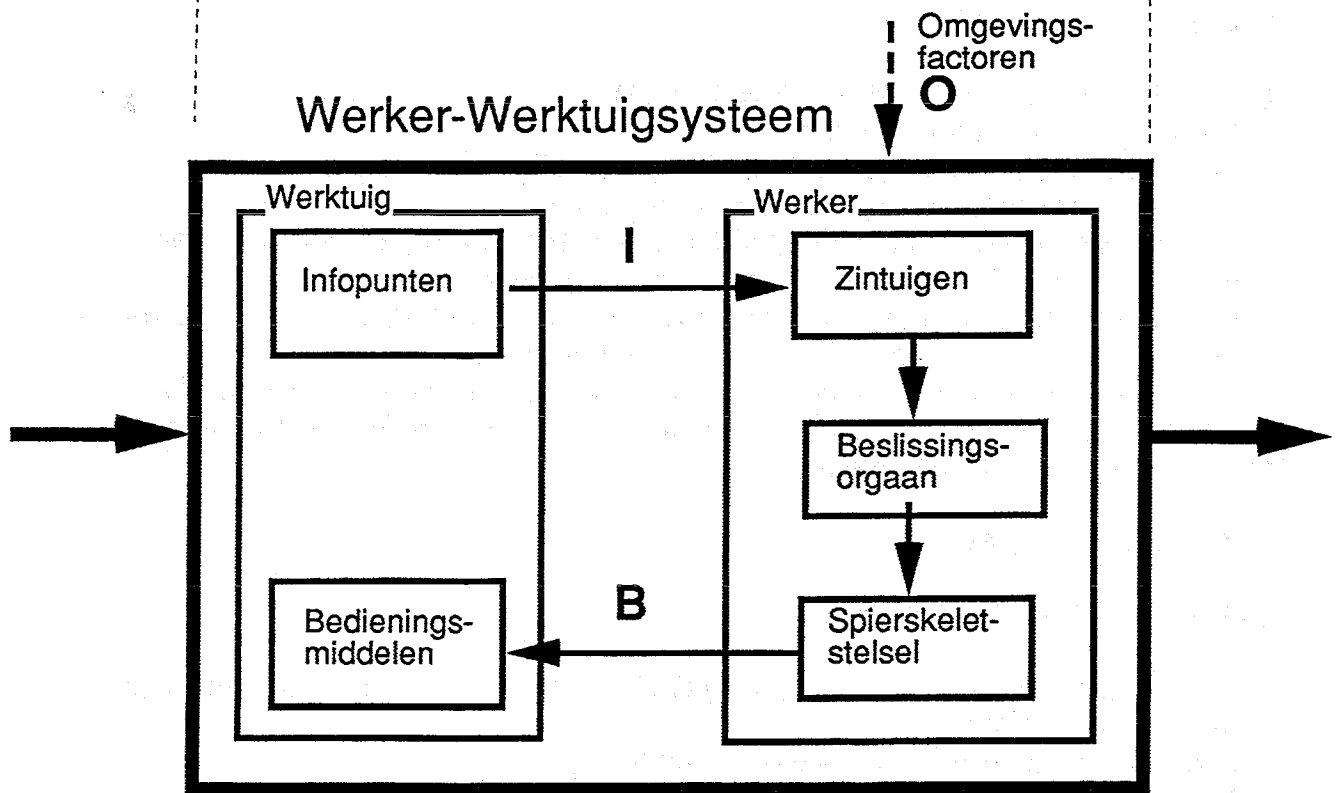 Omgevings-
factoren
O
Werker-Werktuigsysteem
Werktuig
Werker
I
Infopunten
Zintuigen
Beslissings-
orgaan
B
Bedienings-
middelen
Spierskelet-
stelsel